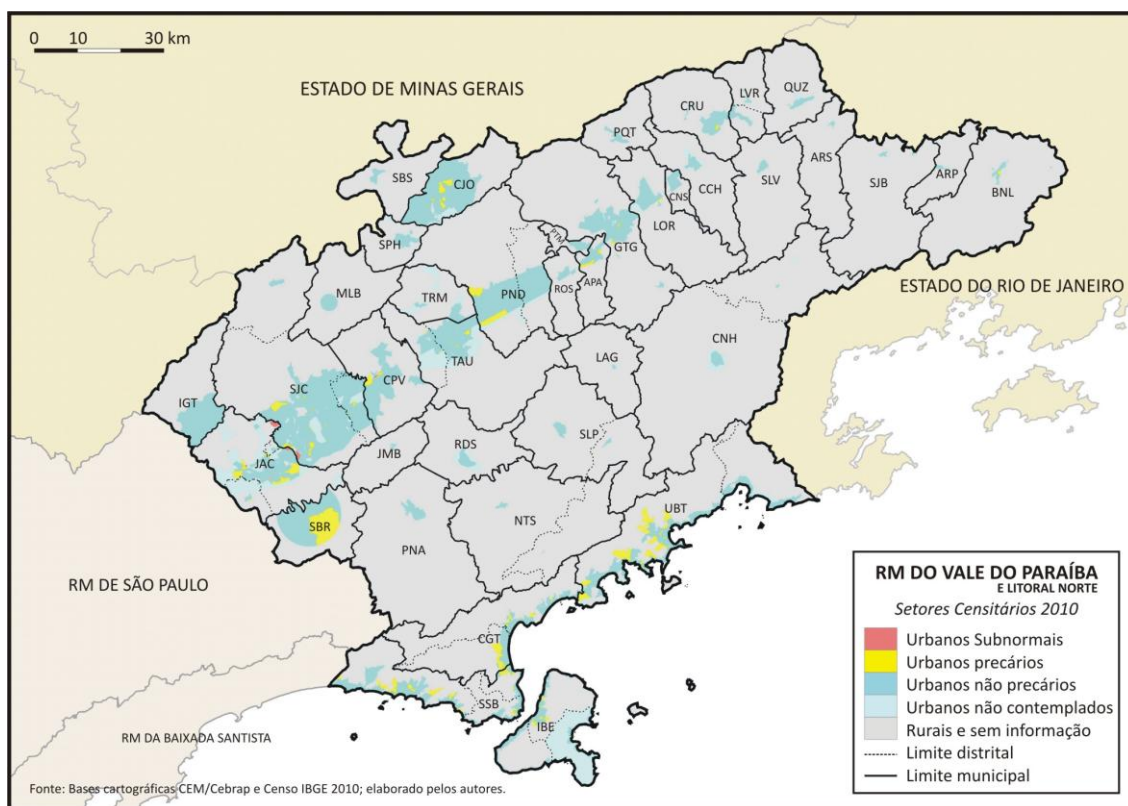 0 10 30 km
ESTADO DE MINAS GERAIS
LVR
QUZ
CRU
PQT
SBS
CJO
CNS
CCH
SLV
ARS
SJB
ARP
BNL
SPH
PTM
GTG
LOR
MLB
TRM
PND
ROS
APA
ESTADO DO RIO DE JANEIRO
TAU
LAG
CNH
IGT
SJC
CPV
JAC
JMB
RDS
SLP
SBR
PNA
NTS
UBT
RM DE SÃO PAULO
CGT
SSB
IBE
RM DA BAIXADA SANTISTA
RM DO VALE DO PARAÍBA
E LITORAL NORTE
Setores Censitários 2010
Urbanos Subnormais
Urbanos precários
Urbanos não precários
Urbanos não contemplados
Rurais e sem informação
Limite distrital
Limite municipal
Fonte: Bases cartográficas CEM/Cebrap e Censo IBGE 2010; elaborado pelos autores.